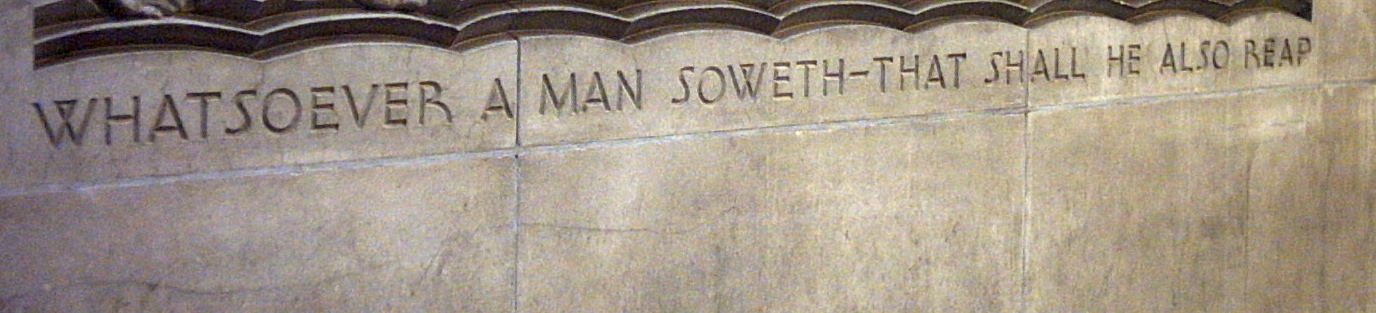 WHATSOEVER A MAN SOWETH-THAT SHALL HE ALSO REAP